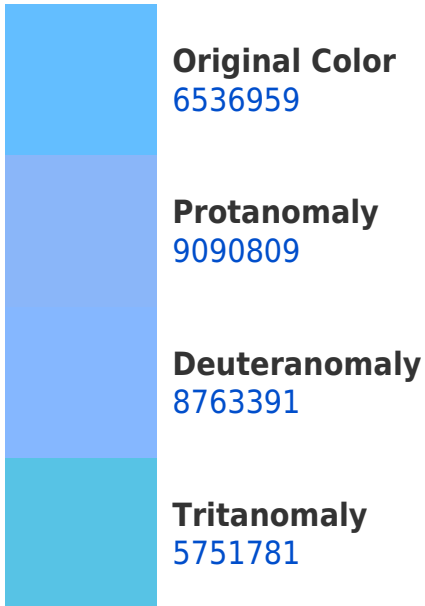 Original Color
6536959
Protanomaly
9090809
Deuteranomaly
8763391
Tritanomaly
5751781